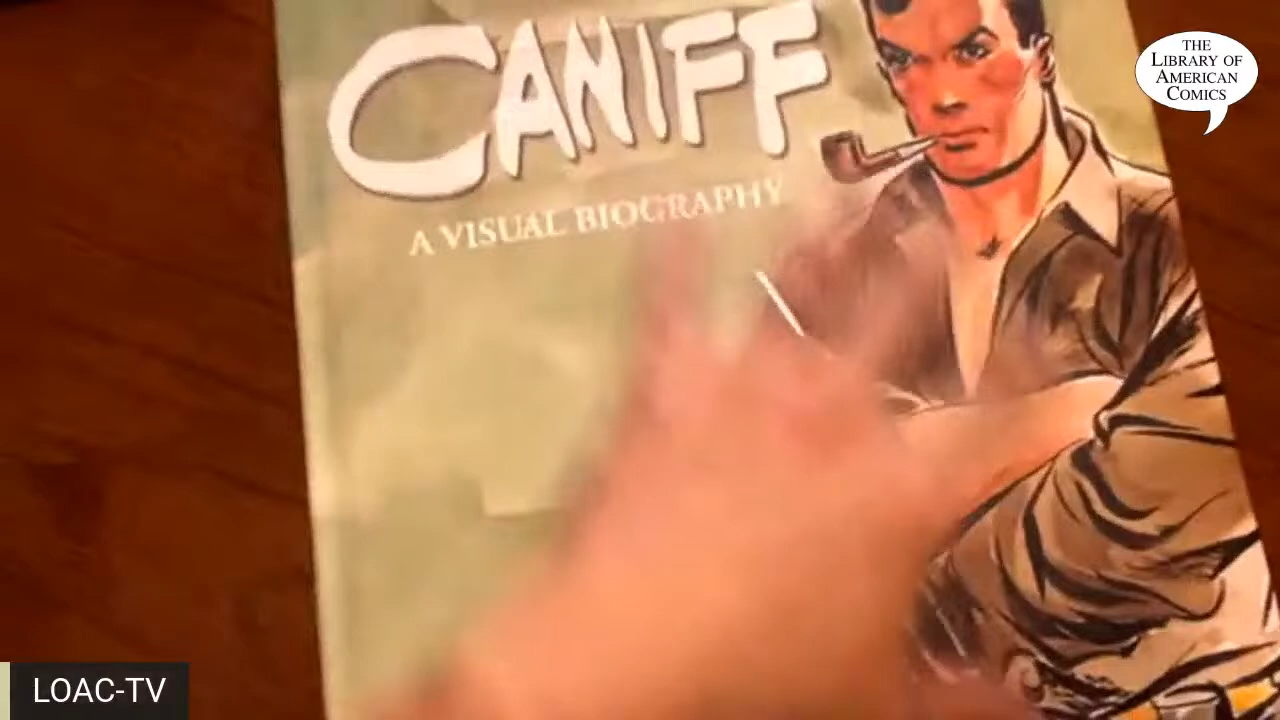 CANIFF
A VISUAL BIOGRAPHY
THE
LIBRARY OF
AMERICAN
COMICS
LOAC-TV